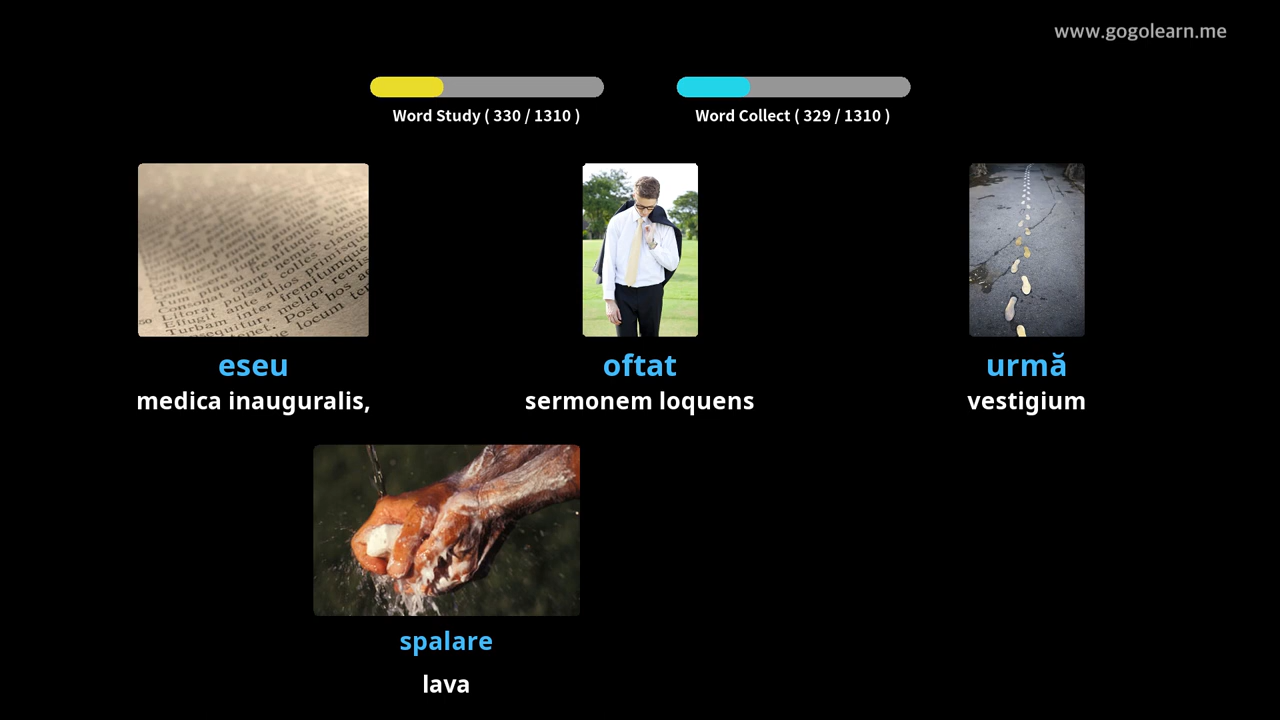 www.gogolearn.me
Word Study ( 330 / 1310 )
Word Collect ( 329 / 1310 )
eseu
medica inauguralis,
oftat
sermonem loquens
urmă
vestigium
spalare
lava